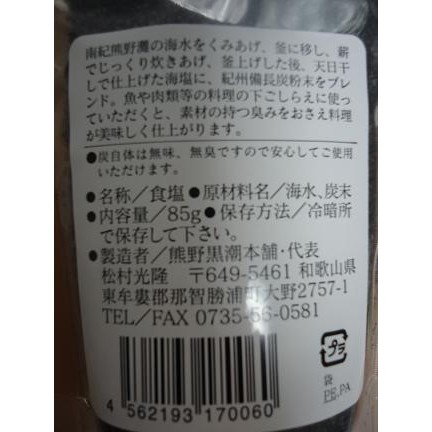 南紀熊野灘の海水をくみあげ、釜に移し、薪
でじっくり炊きあげ、釜上げした後、天日干
しで仕上げた海塩に、紀州備長炭粉末をブレ
ンド。魚や肉類等の料理の下ごしらえに使っ
ていただくと、素材の持つ臭みをおさえ料理
が美味しく仕上がります。
●炭自体は無味、無臭ですので安心してご使用
いただけます。
●名称/食塩●原材料名/海水、炭末
●内容量/85g●保存方法/冷暗所
で保存して下さい。
●製造者/熊野黒潮本舗・代表
松村光隆 〒649-5461 和歌山県
東牟婁郡那智勝浦町大野2757-1
TEL/FAX 0735-56-0581
プラ
袋
PE,PA
4 562193 170060